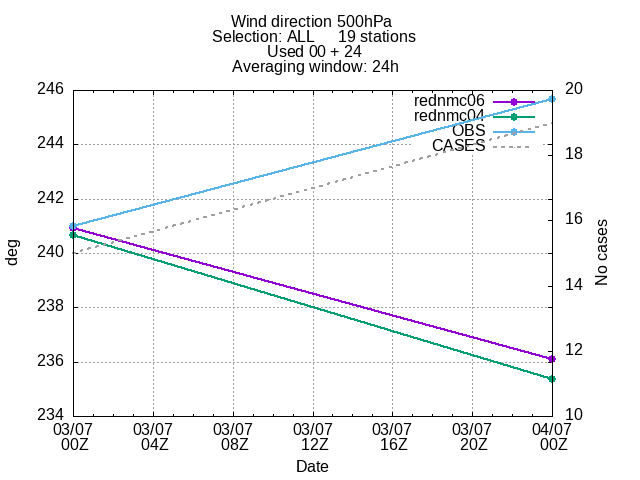 Wind direction 500hPa
Selection: ALL 19 stations
Used 00 + 24
Averaging window: 24h
246
244
242
240
238
236
234
deg
20
18
16
14
12
10
No cases
rednmc06
rednmc04
OBS
CASES
03/07 03/07 03/07 03/07 03/07 03/07 04/07
00Z 04Z 08Z 12Z 16Z 20Z 00Z
Date